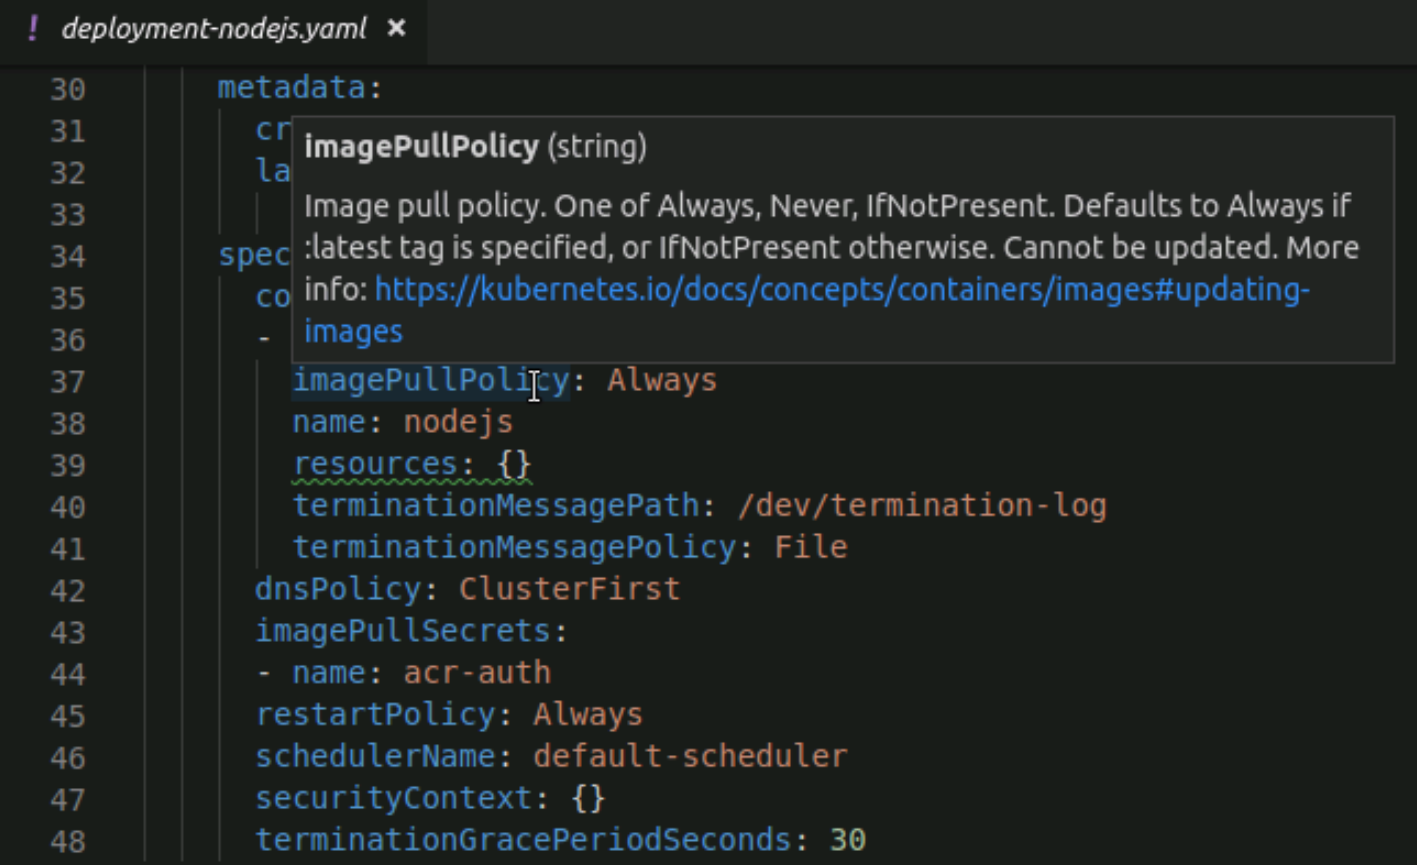 ! deployment-nodejs.yaml ×
30 metadata:
31 cr
32 la
33
34 spec
35 co
36 -
imagePullPolicy (string)
Image pull policy. One of Always, Never, IfNotPresent. Defaults to Always if
:latest tag is specified, or IfNotPresent otherwise. Cannot be updated. More
info: https://kubernetes.io/docs/concepts/containers/images#updating-
images
37 imagePullPolicy: Always
38 name: nodejs
39 resources: {}
40 terminationMessagePath: /dev/termination-log
41 terminationMessagePolicy: File
42 dnsPolicy: ClusterFirst
43 imagePullSecrets:
44 - name: acr-auth
45 restartPolicy: Always
46 schedulerName: default-scheduler
47 securityContext: {}
48 terminationGracePeriodSeconds: 30